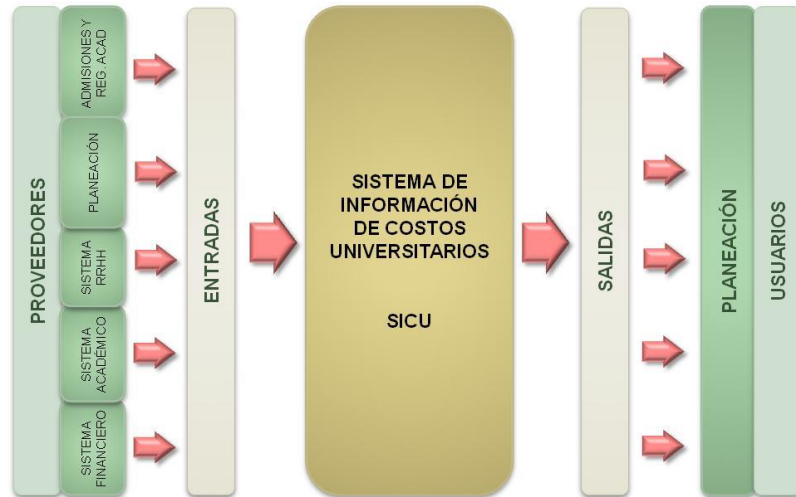 PROVEEDORES
ADMISIONES Y
REG. ACAD
PLANEACIÓN
SISTEMA
RRHH
SISTEMA
ACADÉMICO
SISTEMA
FINANCIERO
ENTRADAS
SISTEMA DE
INFORMACIÓN
DE COSTOS
UNIVERSITARIOS
SICU
SALIDAS
PLANEACIÓN
USUARIOS